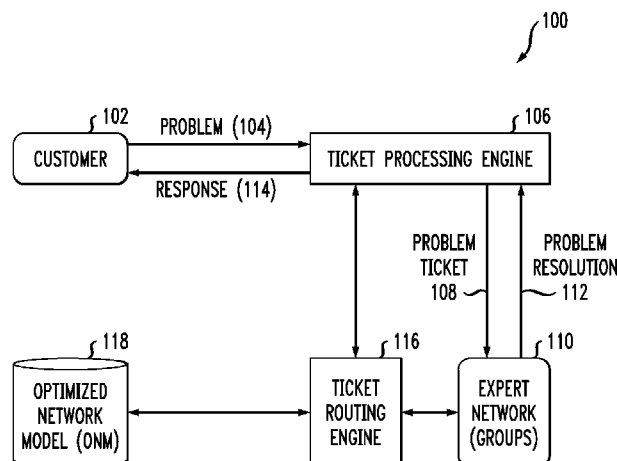 100
102
PROBLEM (104)
106
CUSTOMER
TICKET PROCESSING ENGINE
RESPONSE (114)
PROBLEM
TICKET
108
PROBLEM
RESOLUTION
112
118
116
110
OPTIMIZED
NETWORK
MODEL (ONM)
TICKET
ROUTING
ENGINE
EXPERT
NETWORK
(GROUPS)